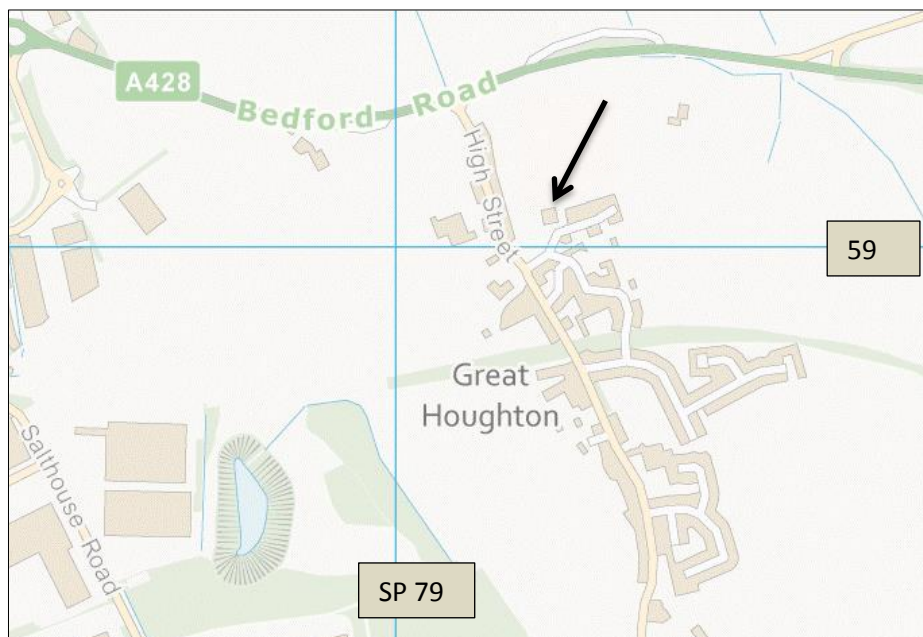 A428
Bedford Road
High Street
59
Great
Houghton
Salthouse Road
SP 79